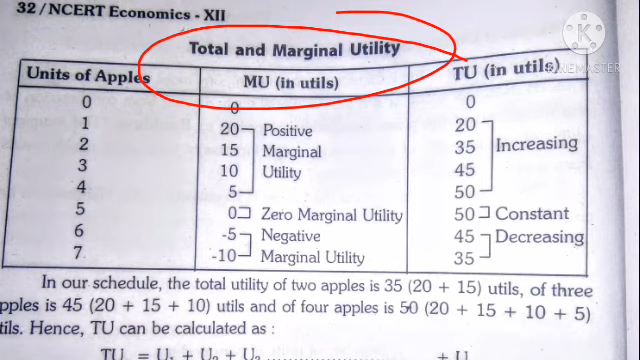 32 / NCERT Economics - XII
Total and Marginal Utility
Units of Apples MU (in utils) TU (in utils)
0 0 0
1 20 Positive 20
2 15 Marginal 35 Increasing
3 10 Utility 45
4 5 50
5 0 Zero Marginal Utility 50 Constant
6 -5 Negative 45 Decreasing
7 -10 Marginal Utility 35
In our schedule, the total utility of two apples is 35 (20 + 15) utils, of three
pples is 45 (20 + 15 + 10) utils and of four apples is 50 (20 + 15 + 10 + 5)
tils. Hence, TU can be calculated as :
KINEMASTER